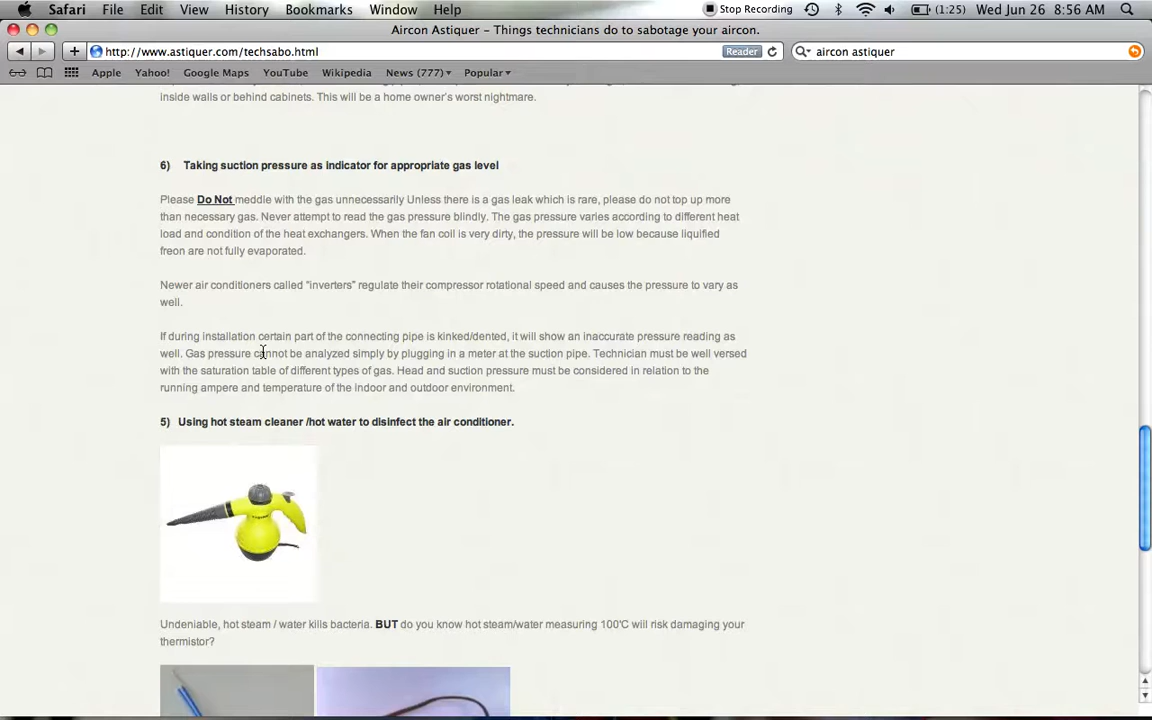 Safari File Edit View History Bookmarks Window Help Stop Recording (1:25) Wed Jun 26 8:56 AM
Aircon Astiquer – Things technicians do to sabotage your aircon.
http://www.astiquer.com/techsabo.html Reader aircon astiquer
Apple Yahoo! Google Maps YouTube Wikipedia News (777) Popular
inside walls or behind cabinets. This will be a home owner's worst nightmare.
6) Taking suction pressure as indicator for appropriate gas level
Please Do Not meddle with the gas unnecessarily Unless there is a gas leak which is rare, please do not top up more
than necessary gas. Never attempt to read the gas pressure blindly. The gas pressure varies according to different heat
load and condition of the heat exchangers. When the fan coil is very dirty, the pressure will be low because liquified
freon are not fully evaporated.
Newer air conditioners called "inverters" regulate their compressor rotational speed and causes the pressure to vary as
well.
If during installation certain part of the connecting pipe is kinked/dented, it will show an inaccurate pressure reading as
well. Gas pressure cannot be analyzed simply by plugging in a meter at the suction pipe. Technician must be well versed
with the saturation table of different types of gas. Head and suction pressure must be considered in relation to the
running ampere and temperature of the indoor and outdoor environment.
5) Using hot steam cleaner /hot water to disinfect the air conditioner.
Undeniable, hot steam / water kills bacteria. BUT do you know hot steam/water measuring 100'C will risk damaging your
thermistor?